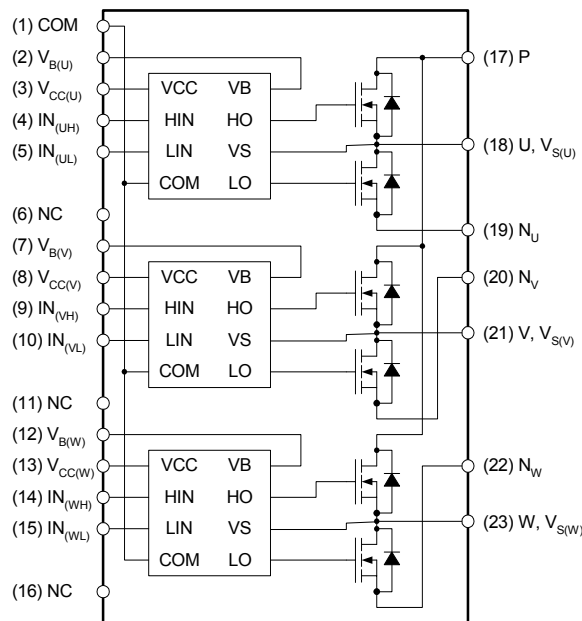 (1) COM
(2) V_B(U)
(3) V_CC(U)
(4) IN_(UH)
(5) IN_(UL)
(6) NC
(7) V_B(V)
(8) V_CC(V)
(9) IN_(VH)
(10) IN_(VL)
(11) NC
(12) V_B(W)
(13) V_CC(W)
(14) IN_(WH)
(15) IN_(WL)
(16) NC
VCC VB
HIN HO
LIN VS
COM LO
VCC VB
HIN HO
LIN VS
COM LO
VCC VB
HIN HO
LIN VS
COM LO
(17) P
(18) U, V_S(U)
(19) N_U
(20) N_V
(21) V, V_S(V)
(22) N_W
(23) W, V_S(W)